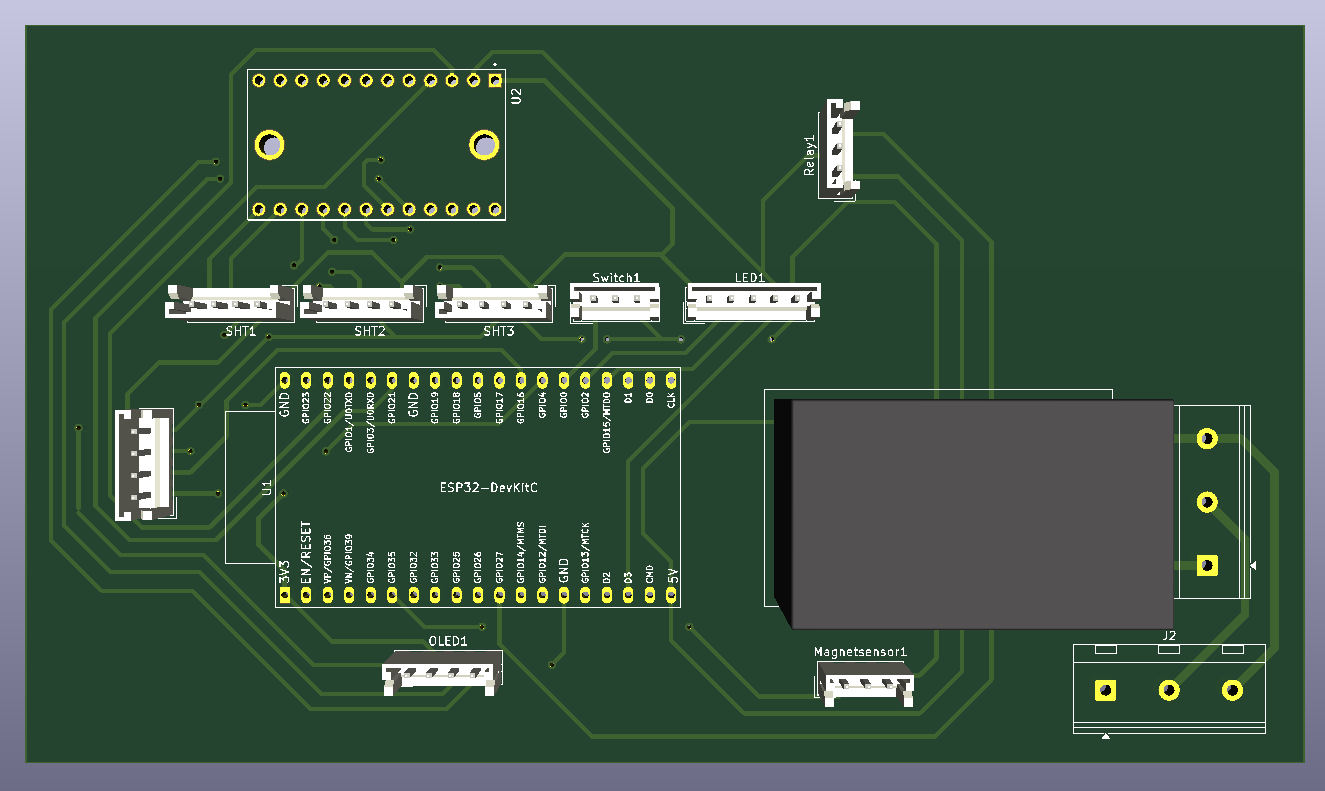 U2
Relay1
Switch1
LED1
SHT1
SHT2
SHT3
GND
GPIO23
GPIO22
GPIO1/U0TXD
GPIO3/U0RXD
GPIO21
GND
GPIO19
GPIO18
GPIO5
GPIO17
GPIO16
GPIO4
GPIO0
GPIO2
GPIO15/MTDO
D1
D0
CLK
U1
ESP32-DevKitC
3V3
EN/RESET
VP/GPIO36
VN/GPIO39
GPIO34
GPIO35
GPIO32
GPIO33
GPIO25
GPIO26
GPIO27
GPIO14/MTMS
GPIO12/MTDI
GND
GPIO13/MTCK
D2
D3
CMD
5V
OLED1
Magnetsensor1
J2